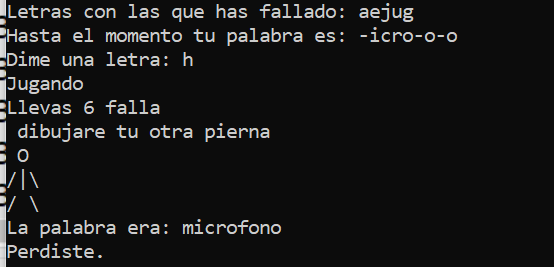 Letras con las que has fallado: aejug
Hasta el momento tu palabra es: -icro-o-o
Dime una letra: h
Jugando
Llevas 6 falla
 dibujare tu otra pierna
 O
/|\
/ \
La palabra era: microfono
Perdiste.